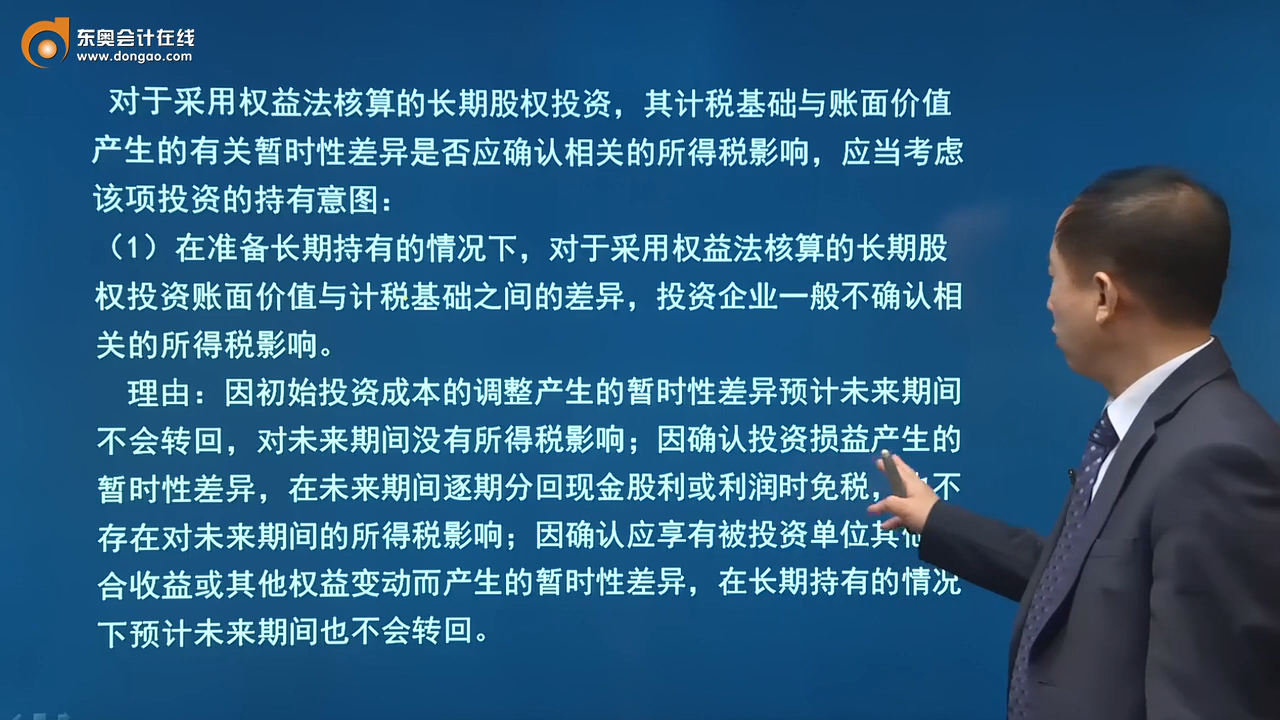 东奥会计在线
www.dongao.com
对于采用权益法核算的长期股权投资，其计税基础与账面价值
产生的有关暂时性差异是否应确认相关的所得税影响，应当考虑
该项投资的持有意图：
（1）在准备长期持有的情况下，对于采用权益法核算的长期股
权投资账面价值与计税基础之间的差异，投资企业一般不确认相
关的所得税影响。
理由：因初始投资成本的调整产生的暂时性差异预计未来期间
不会转回，对未来期间没有所得税影响；因确认投资损益产生的
暂时性差异，在未来期间逐期分回现金股利或利润时免税，不
存在对未来期间的所得税影响；因确认应享有被投资单位其他
合收益或其他权益变动而产生的暂时性差异，在长期持有的情况
下预计未来期间也不会转回。